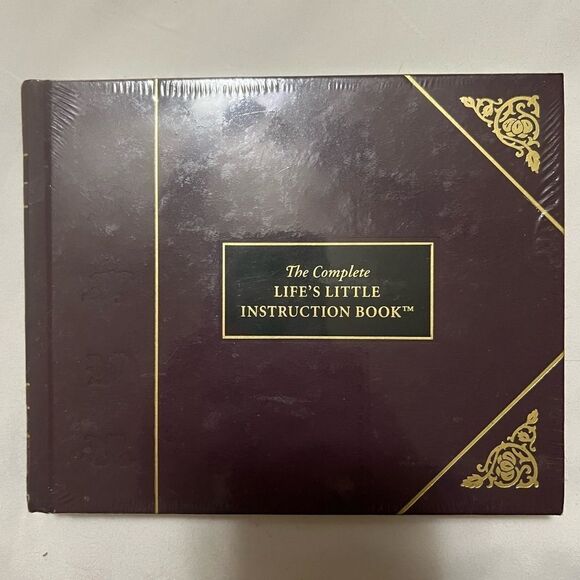 The Complete
LIFE'S LITTLE
INSTRUCTION BOOK™